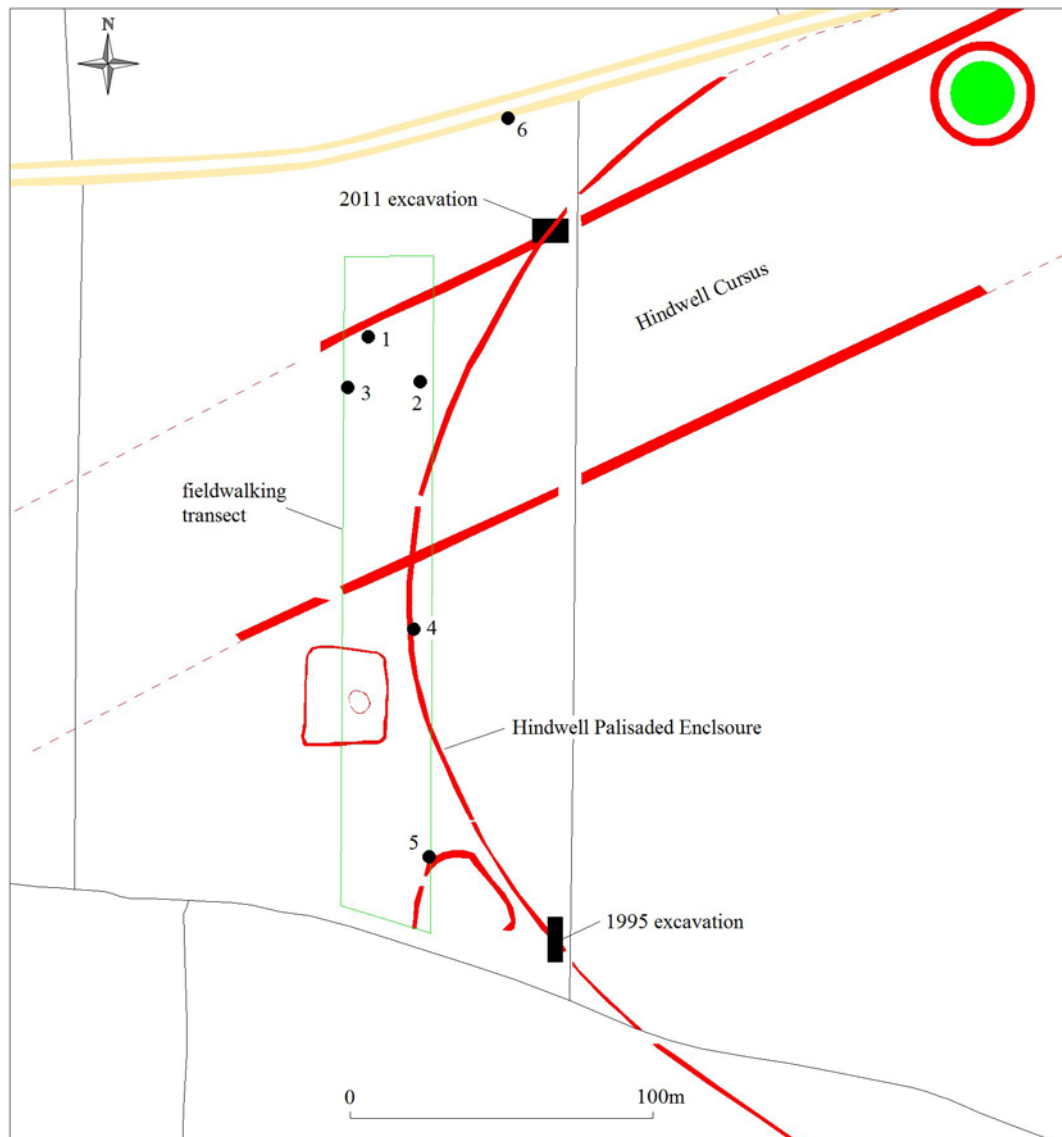 N
6
2011 excavation
Hindwell Cursus
1
3
2
fieldwalking
transect
4
Hindwell Palisaded Enclsoure
5
1995 excavation
0
100m